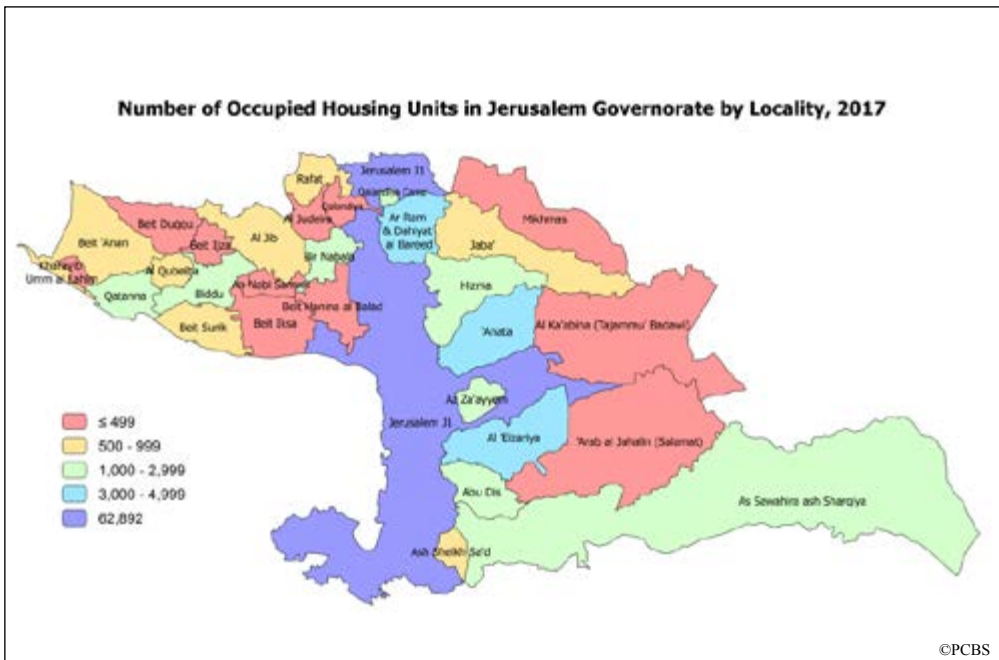 Number of Occupied Housing Units in Jerusalem Governorate by Locality, 2017
Rafat
Jerusalem J1
Qalandiya Camp
Qalandiya
Al Judeira
Ar Ram
& Dahiyat
al Bareed
Mikhmas
Beit Duqqu
Beit Ijza
Al Jib
Beit 'Anan
Bir Nabala
Jaba'
Umm al Lahim
Al Qubeiba
Qatanna
Biddu
An Nabi Samwil
Hizma
Beit Hanina al Balad
Beit Surik
Beit Iksa
'Anata
Al Ka'abina (Tajammu' Badawi)
Az Za'ayyem
Jerusalem J1
Al 'Eizariya
'Arab al Jahalin (Salamat)
Abu Dis
As Sawahira ash Sharqiya
Ash Sheikh Sa'd
≤ 499
500 - 999
1,000 - 2,999
3,000 - 4,999
62,892
©PCBS